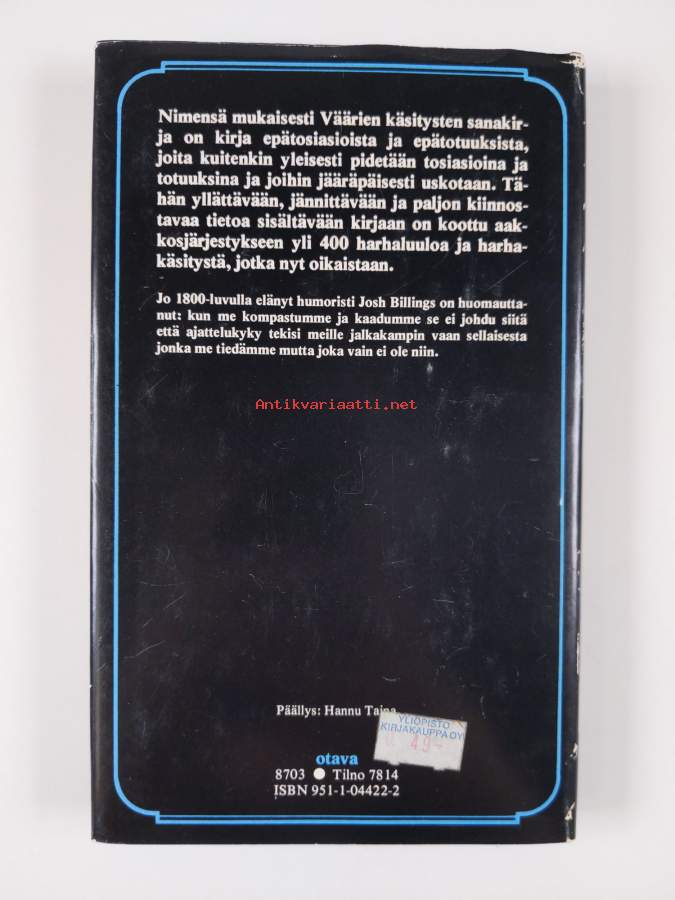 Nimensä mukaisesti Väärien käsitysten sanakir-
ja on kirja epätosiasioista ja epätotuuksista,
joita kuitenkin yleisesti pidetään tosiasioina ja
totuuksina ja joihin jääräpäisesti uskotaan. Tä-
hän yllättävään, jännittävään ja paljon kiinnos-
tavaa tietoa sisältävään kirjaan on koottu aak-
kosjärjestykseen yli 400 harhaluuloa ja harha-
käsitystä, jotka nyt oikaistaan.
Jo 1800-luvulla elänyt humoristi Josh Billings on huomautta-
nut: kun me kompastumme ja kaadumme se ei johdu siitä
että ajattelukyky tekisi meille jalkakampin vaan sellaisesta
jonka me tiedämme mutta joka vain ei ole niin.
Antikvariaatti.net
Päällys: Hannu Taina
YLIOPISTO
KIRJAKAUPPA OY
49-
otava
8703 ● Tilno 7814
ISBN 951-1-04422-2